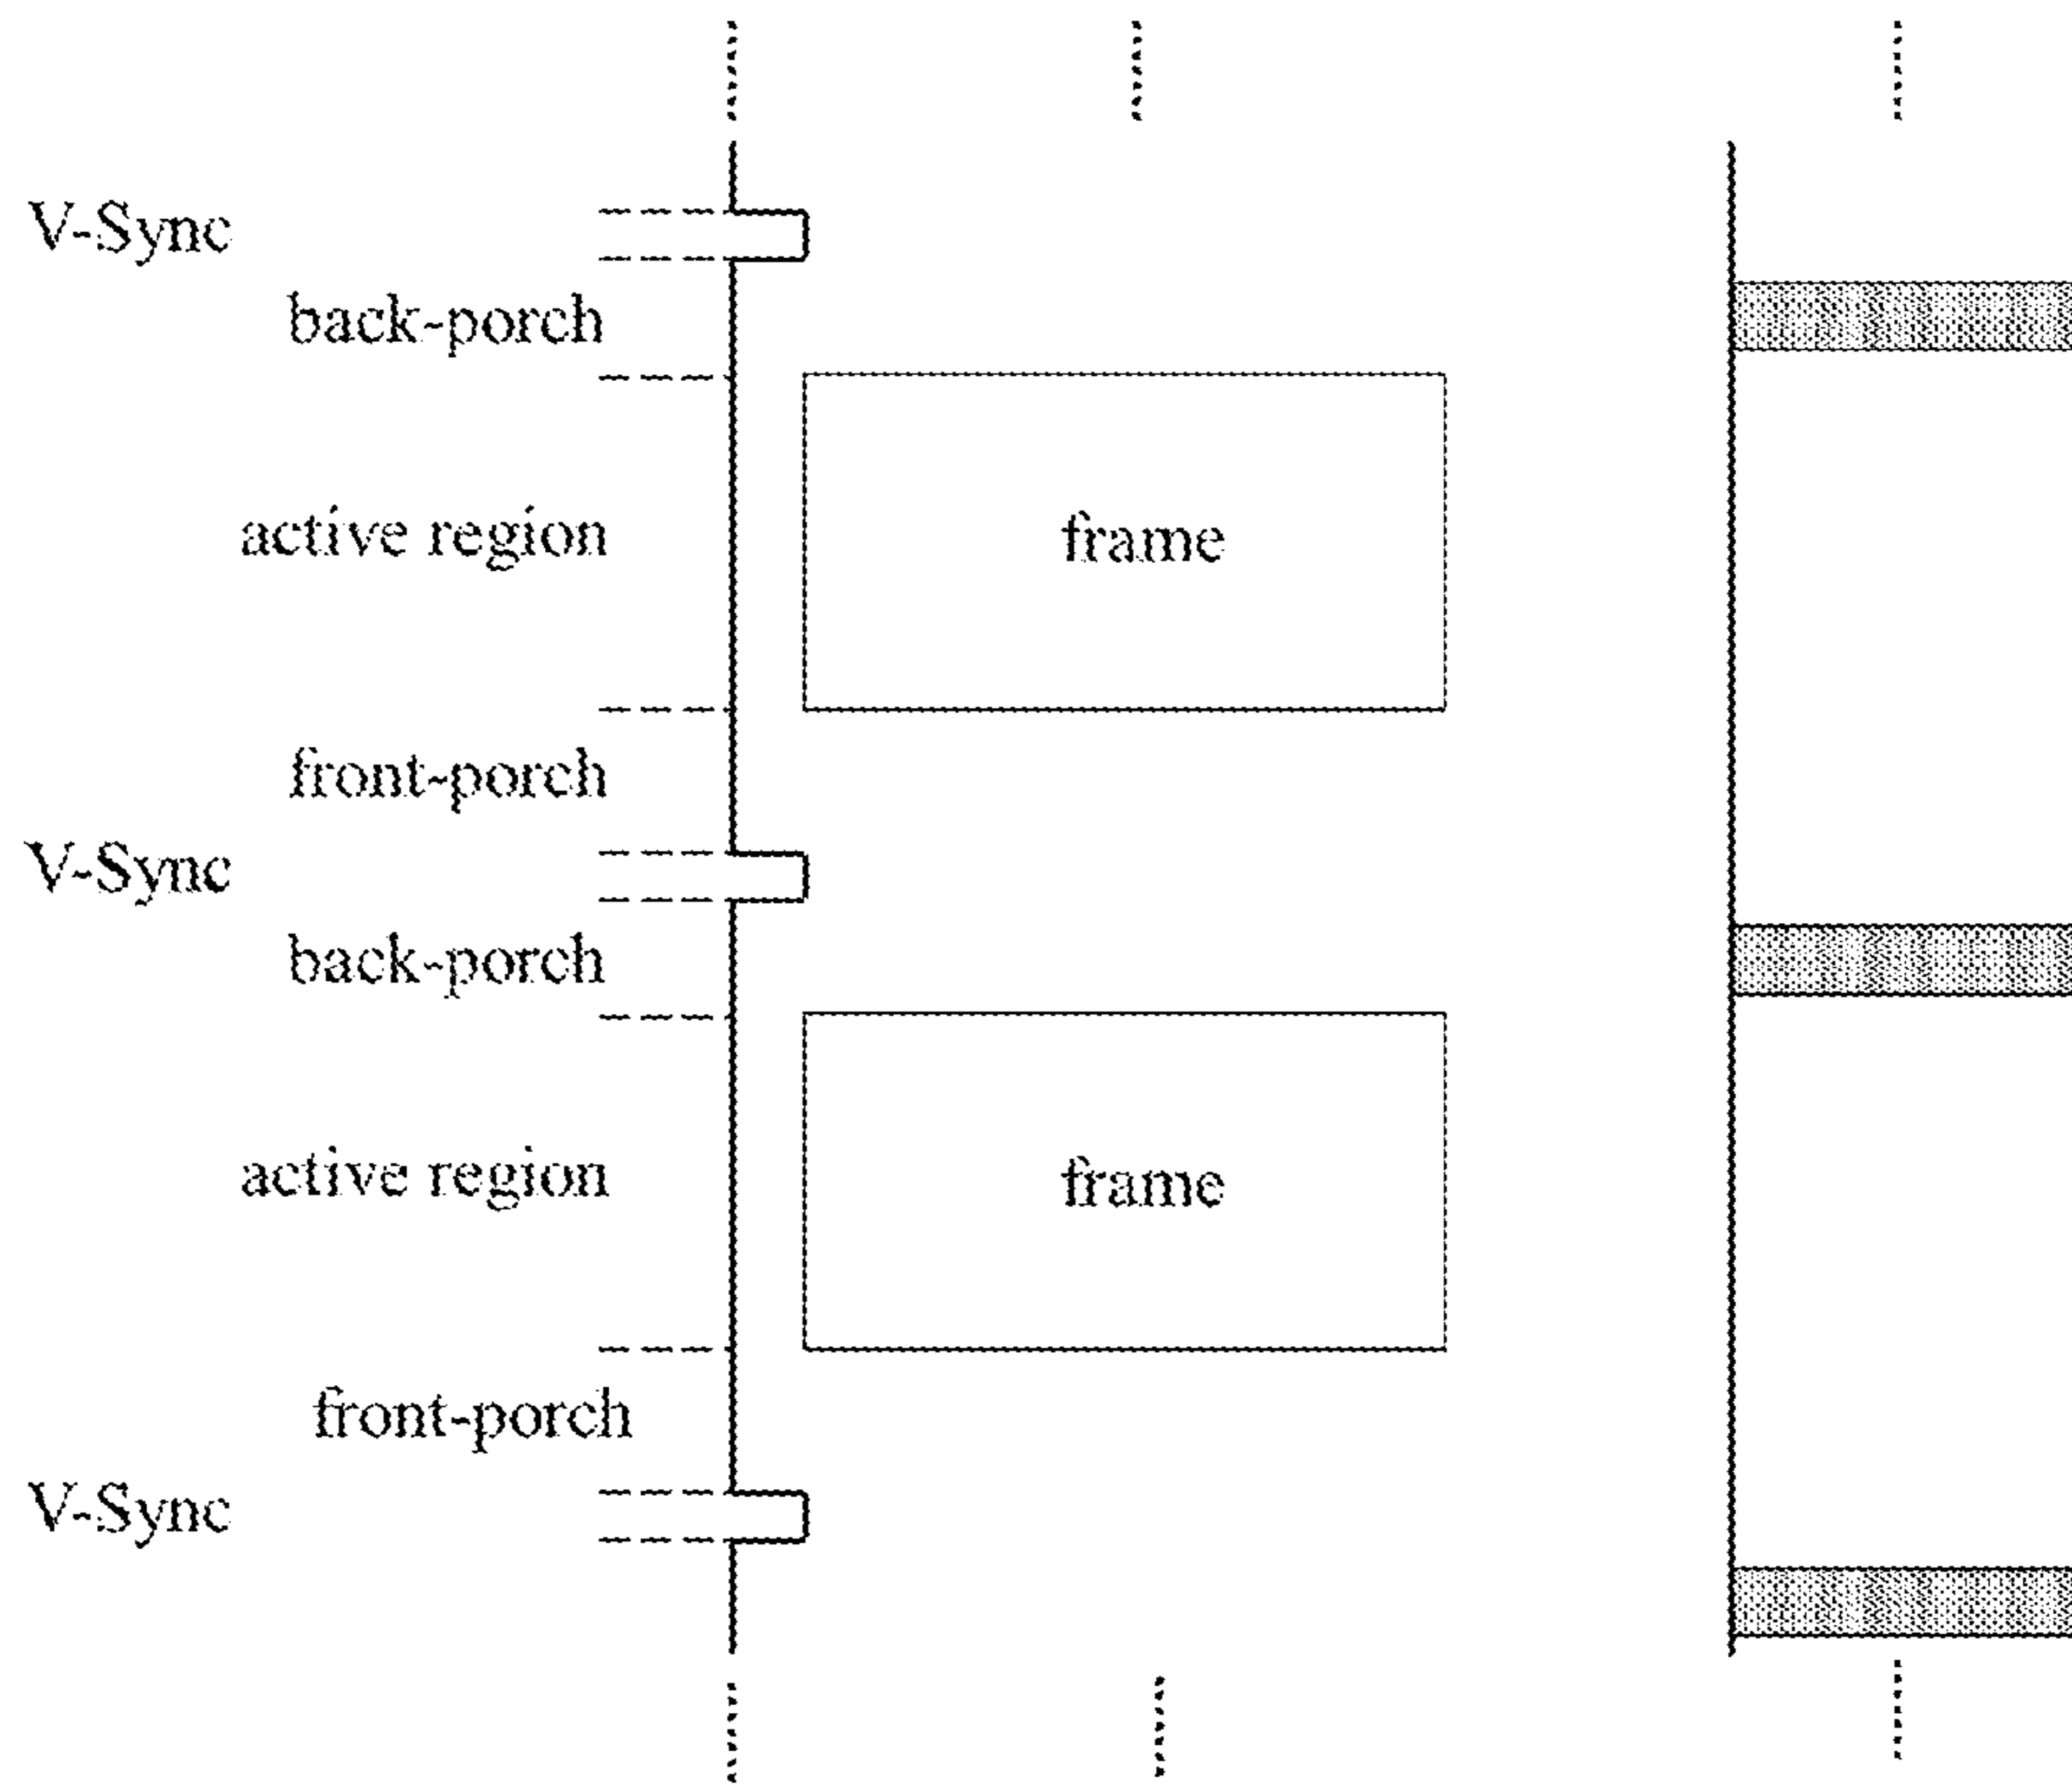 V-Sync
back-porch
active region
frame
front-porch
V-Sync
back-porch
active region
frame
front-porch
V-Sync